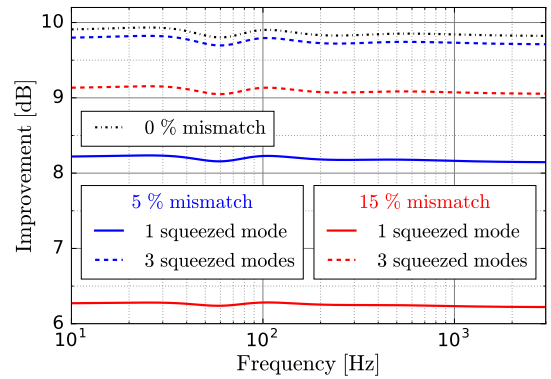 Improvement [dB]
10
9
8
7
6
0 % mismatch
5 % mismatch
1 squeezed mode
3 squeezed modes
15 % mismatch
1 squeezed mode
3 squeezed modes
10^1
10^2
10^3
Frequency [Hz]